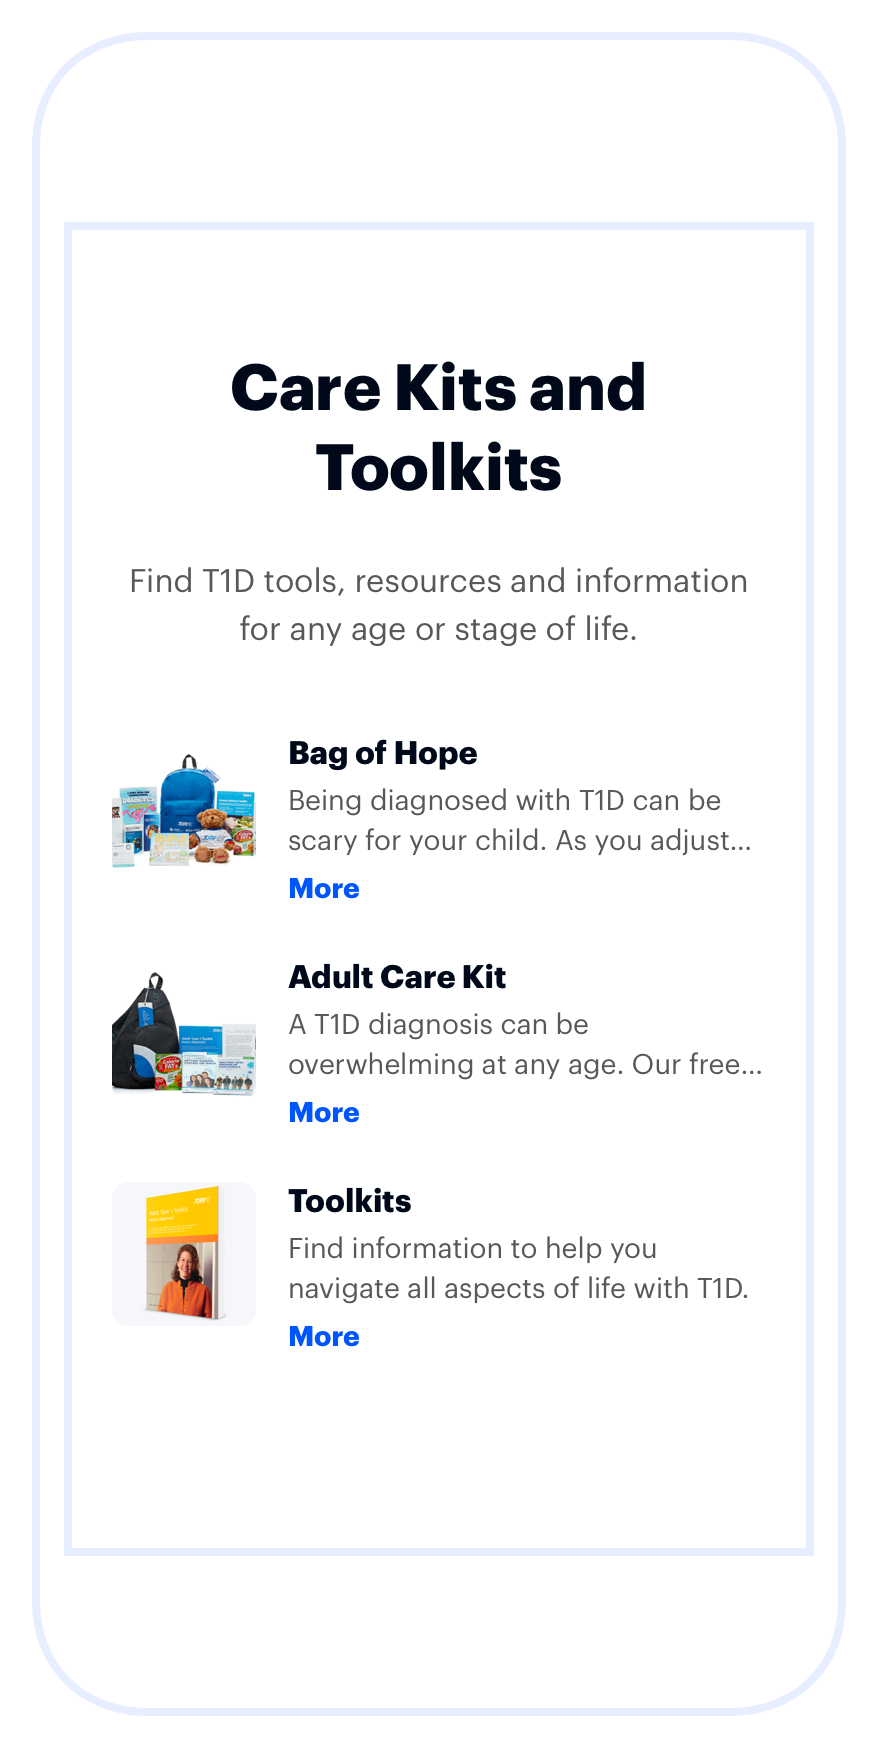 Care Kits and
Toolkits
Find T1D tools, resources and information
for any age or stage of life.
Bag of Hope
Being diagnosed with T1D can be
scary for your child. As you adjust...
More
Adult Care Kit
A T1D diagnosis can be
overwhelming at any age. Our free...
More
Toolkits
Find information to help you
navigate all aspects of life with T1D.
More